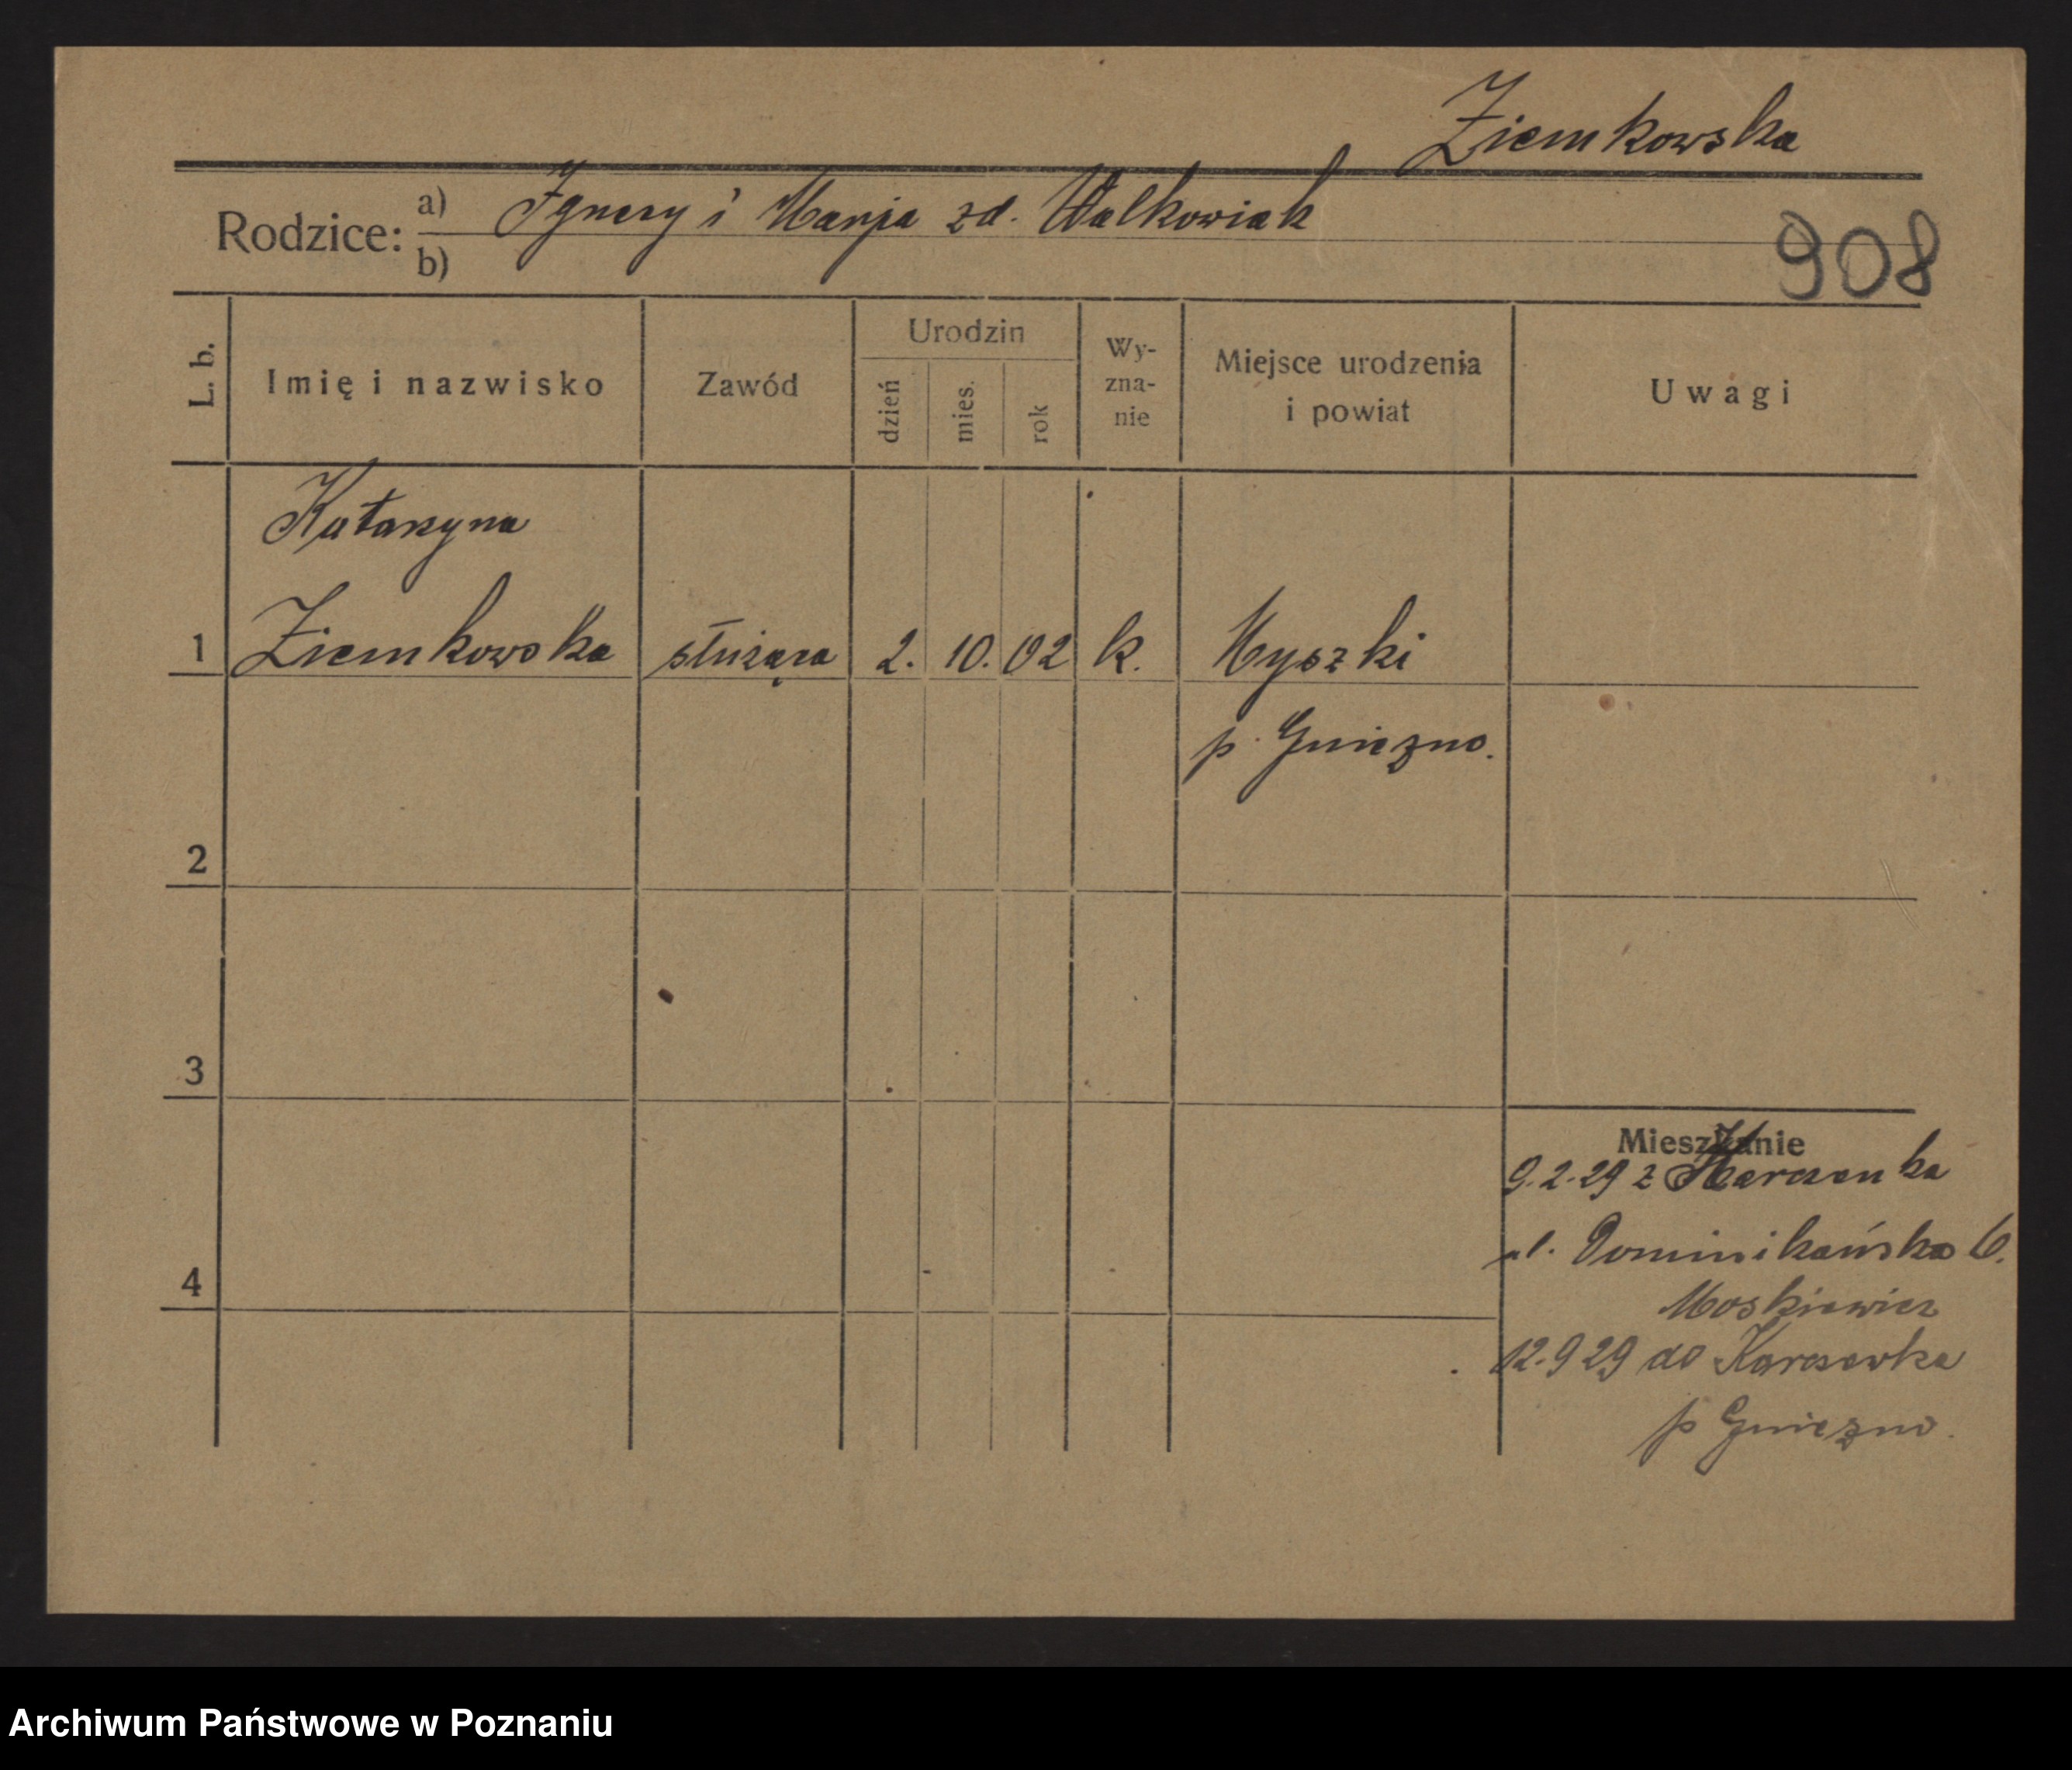 Ziemkowska
Rodzice: a) Ignacy i Marja zd. Walkowiak
b)
908
L. b. Imię i nazwisko Zawód Urodzin dzień mies. rok Wy-zna-nie Miejsce urodzenia i powiat Uwagi
Katarzyna
1 Ziemkowska służąca 2. 10. 02 k. Myszki
p. Gniezno.
2
3
Mieszkanie
9.2.29 z
ul. Dominikańska 6.
Moskiewicz
4
12.9 29 do Karczewka
p Gniezno.
Archiwum Państwowe w Poznaniu